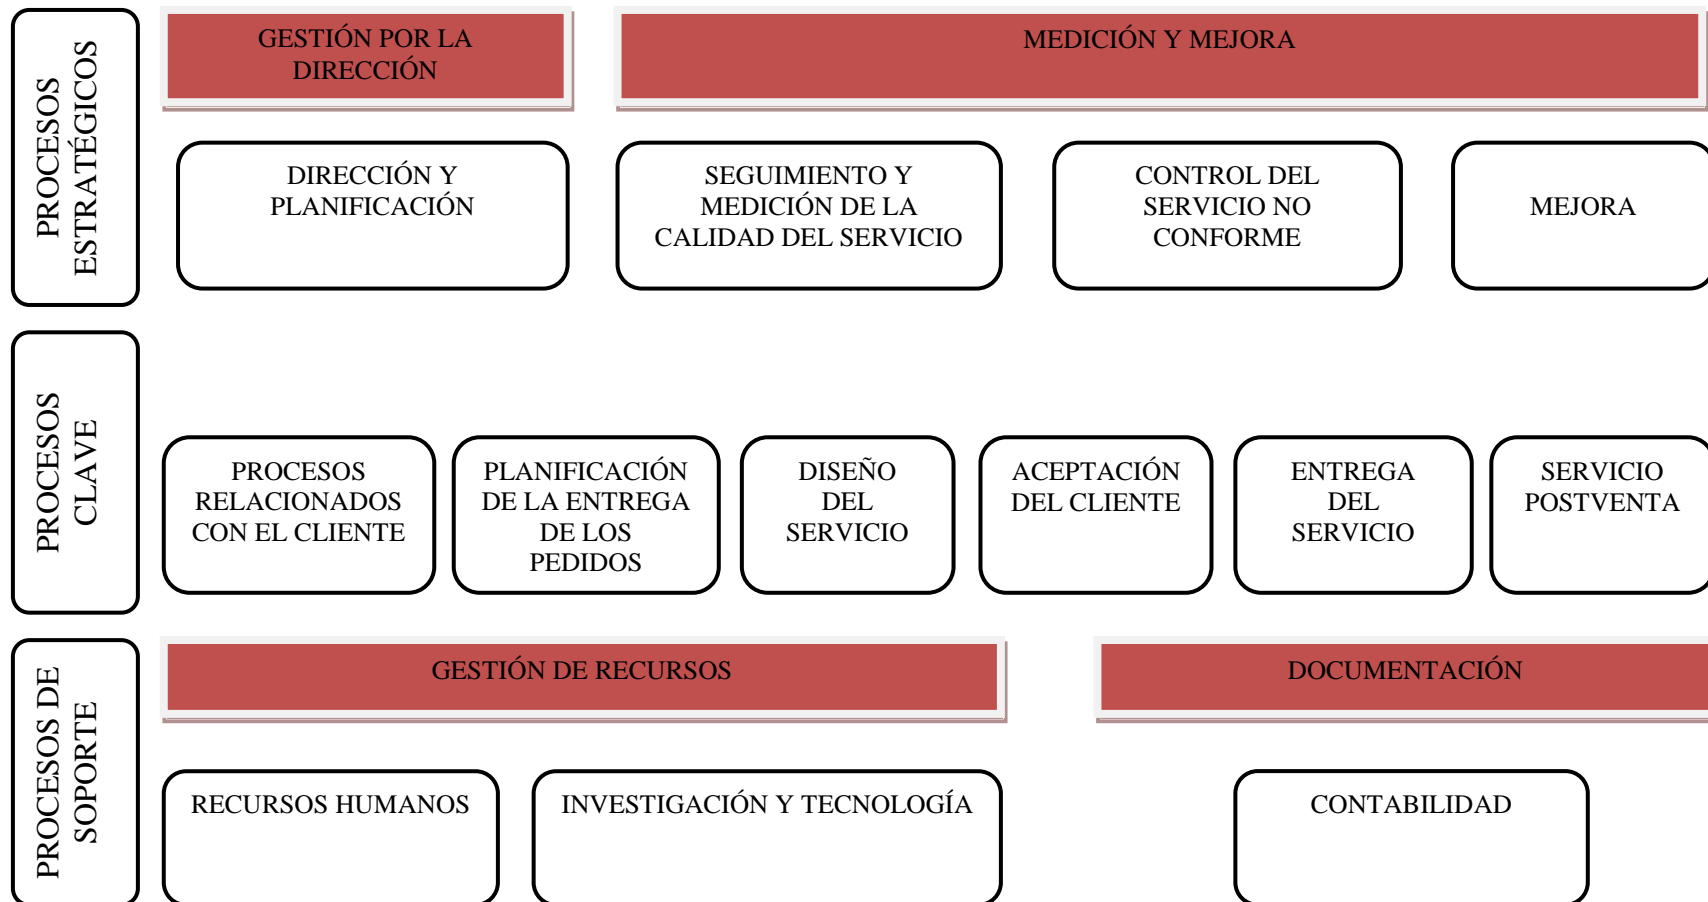 PROCESOS
ESTRATÉGICOS
GESTIÓN POR LA
DIRECCIÓN
MEDICIÓN Y MEJORA
DIRECCIÓN Y
PLANIFICACIÓN
SEGUIMIENTO Y
MEDICIÓN DE LA
CALIDAD DEL SERVICIO
CONTROL DEL
SERVICIO NO
CONFORME
MEJORA
PROCESOS
CLAVE
PROCESOS
RELACIONADOS
CON EL CLIENTE
PLANIFICACIÓN
DE LA ENTREGA
DE LOS
PEDIDOS
DISEÑO
DEL
SERVICIO
ACEPTACIÓN
DEL CLIENTE
ENTREGA
DEL
SERVICIO
SERVICIO
POSTVENTA
PROCESOS DE
SOPORTE
GESTIÓN DE RECURSOS
DOCUMENTACIÓN
RECURSOS HUMANOS
INVESTIGACIÓN Y TECNOLOGÍA
CONTABILIDAD